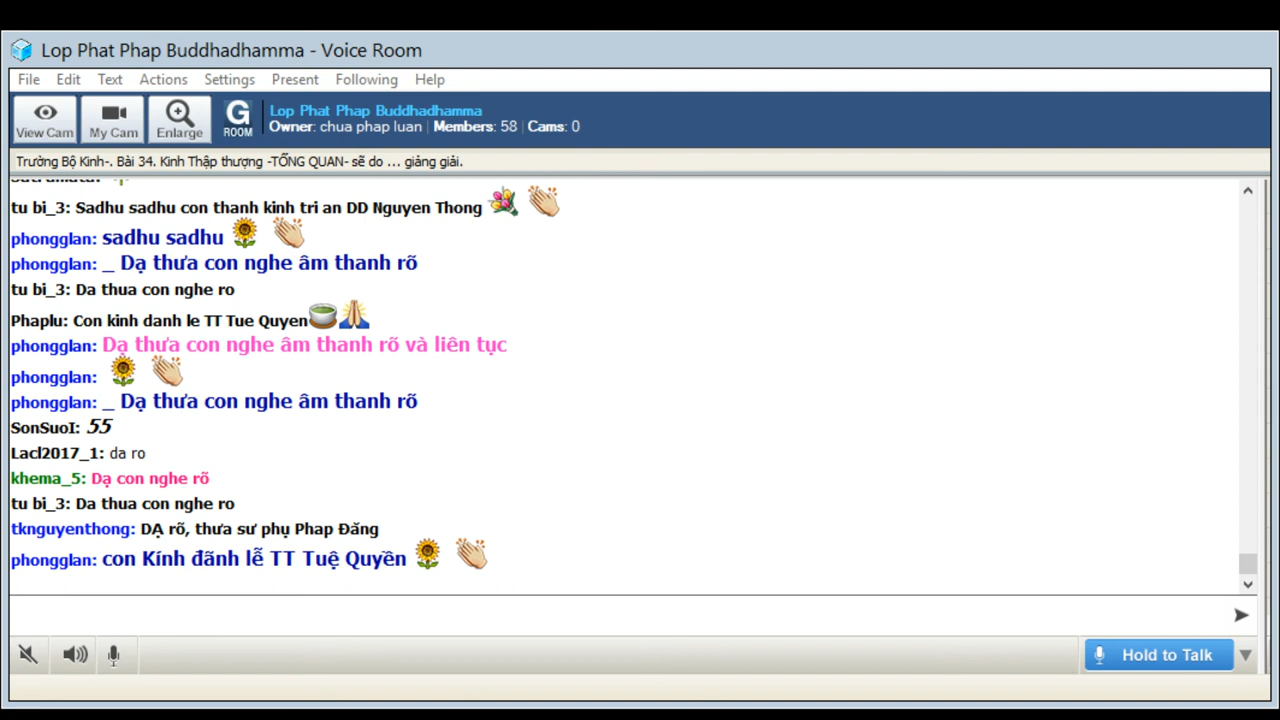 Lop Phat Phap Buddhadhamma - Voice Room
File Edit Text Actions Settings Present Following Help
View Cam My Cam Enlarge G ROOM
Lop Phat Phap Buddhadhamma
Owner: chua phap luan | Members: 58 | Cams: 0
Trường Bộ Kinh-. Bài 34. Kinh Thập thượng -TỔNG QUAN- sẽ do ... giảng giải.
tu bi_3: Sadhu sadhu con thanh kinh tri an DD Nguyen Thong
phongglan: sadhu sadhu
phongglan: _ Dạ thưa con nghe âm thanh rõ
tu bi_3: Da thua con nghe ro
Phaplu: Con kinh danh le TT Tue Quyen
phongglan: Dạ thưa con nghe âm thanh rõ và liên tục
phongglan:
phongglan: _ Dạ thưa con nghe âm thanh rõ
SonSuoI: 55
Lacl2017_1: da ro
khema_5: Dạ con nghe rõ
tu bi_3: Da thua con nghe ro
tknguyenthong: DẠ rõ, thưa sư phụ Phap Đăng
phongglan: con Kính đãnh lễ TT Tuệ Quyền
Hold to Talk